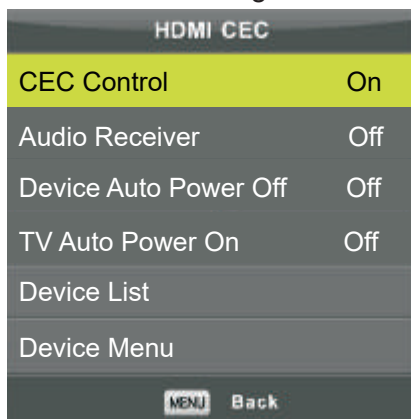 HDMI CEC
CEC Control On
Audio Receiver Off
Device Auto Power Off Off
TV Auto Power On Off
Device List
Device Menu
MENU Back